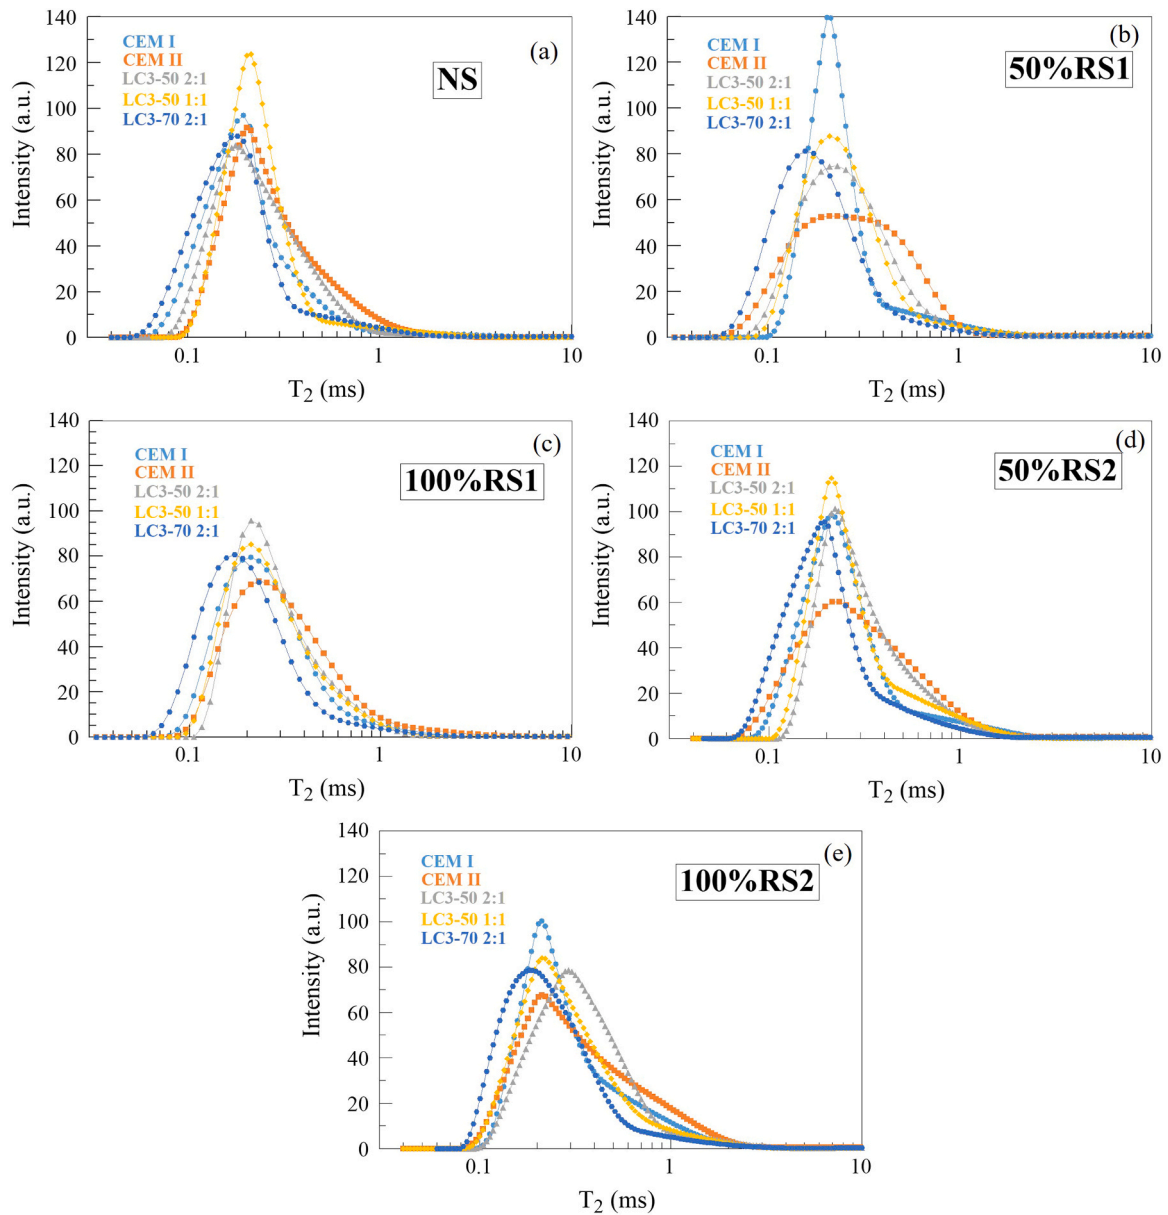 140
120
100
80
60
40
20
0
Intensity (a.u.)
CEM I
CEM II
LC3-50 2:1
LC3-50 1:1
LC3-70 2:1
(a)
NS
0.1
1
10
T2 (ms)
140
120
100
80
60
40
20
0
Intensity (a.u.)
CEM I
CEM II
LC3-50 2:1
LC3-50 1:1
LC3-70 2:1
(b)
50%RS1
0.1
1
10
T2 (ms)
140
120
100
80
60
40
20
0
Intensity (a.u.)
CEM I
CEM II
LC3-50 2:1
LC3-50 1:1
LC3-70 2:1
(c)
100%RS1
0.1
1
10
T2 (ms)
140
120
100
80
60
40
20
0
Intensity (a.u.)
CEM I
CEM II
LC3-50 2:1
LC3-50 1:1
LC3-70 2:1
(d)
50%RS2
0.1
1
10
T2 (ms)
140
120
100
80
60
40
20
0
Intensity (a.u.)
CEM I
CEM II
LC3-50 2:1
LC3-50 1:1
LC3-70 2:1
(e)
100%RS2
0.1
1
10
T2 (ms)